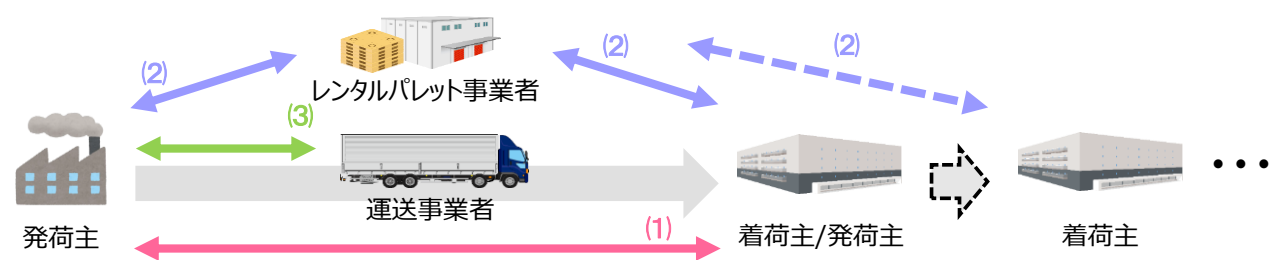 (2)
(2)
(2)
レンタルパレット事業者
(3)
運送事業者
(1)
発荷主
着荷主/発荷主
着荷主
・・・